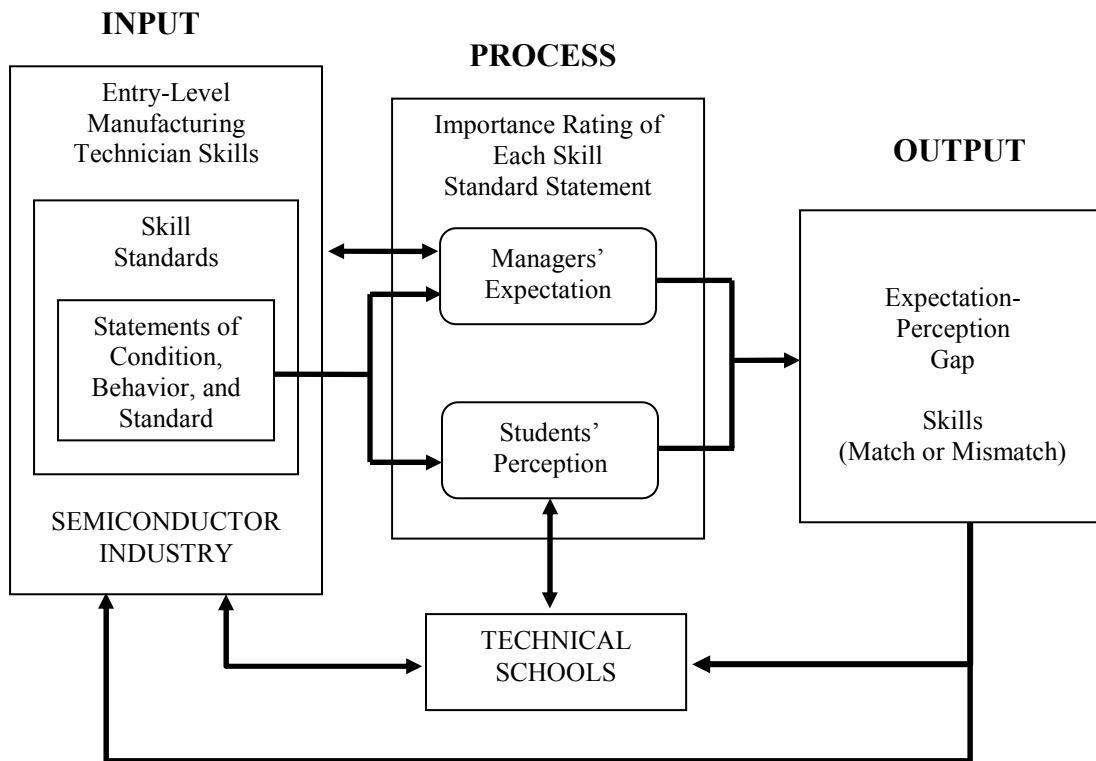 INPUT
Entry-Level
Manufacturing
Technician Skills
Skill
Standards
Statements of
Condition,
Behavior, and
Standard
SEMICONDUCTOR
INDUSTRY
PROCESS
Importance Rating of
Each Skill
Standard Statement
Managers’
Expectation
Students’
Perception
TECHNICAL
SCHOOLS
OUTPUT
Expectation-
Perception
Gap
Skills
(Match or Mismatch)